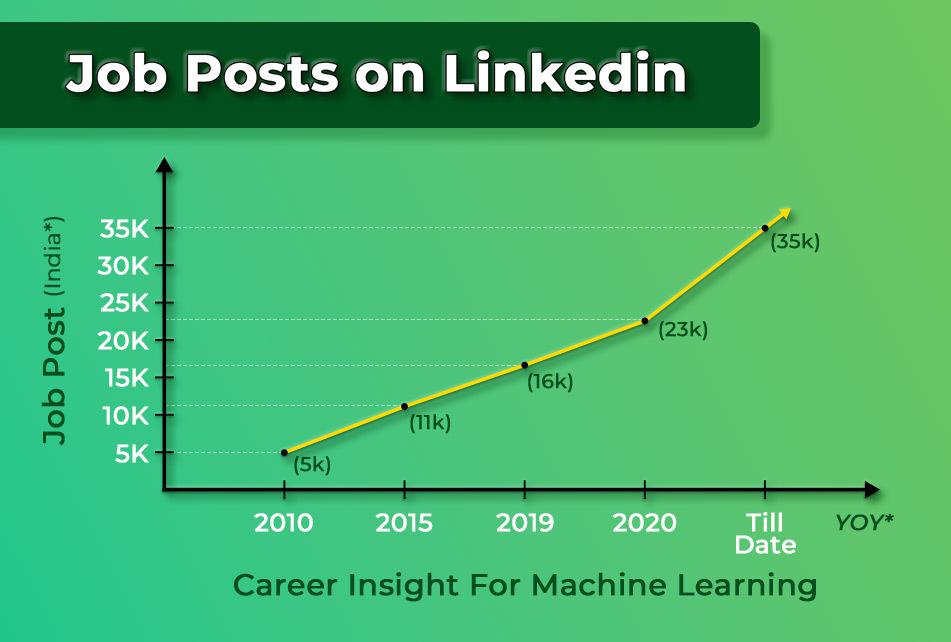 Job Posts on Linkedin
Job Post (India*)
35K
30K
25K
20K
15K
10K
5K
(5k)
(11k)
(16k)
(23k)
(35k)
2010
2015
2019
2020
Till
Date
YOY*
Career Insight For Machine Learning